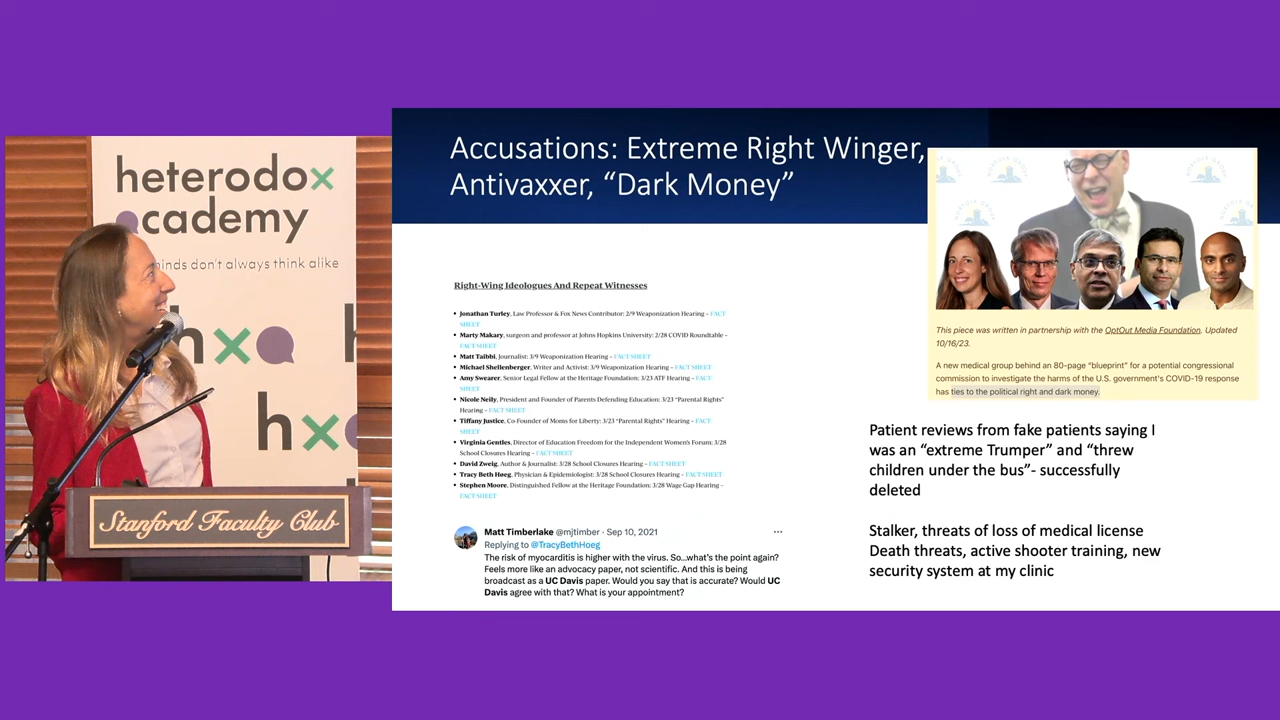 heterodox
academy
minds don't always think alike
hxa
h
hx
Stanford Faculty Club
Accusations: Extreme Right Winger,
Antivaxxer, “Dark Money”
Right-Wing Ideologues And Repeat Witnesses
• Jonathan Turley, Law Professor & Fox News Contributor: 2/9 Weaponization Hearing – FACT
SHEET
• Marty Makary, surgeon and professor at Johns Hopkins University: 2/28 COVID Roundtable –
FACT SHEET
• Matt Taibbi, Journalist: 3/9 Weaponization Hearing – FACT SHEET
• Michael Shellenberger, Writer and Activist: 3/9 Weaponization Hearing – FACT SHEET
• Amy Swearer, Senior Legal Fellow at the Heritage Foundation: 3/23 ATF Hearing – FACT
SHEET
• Nicole Neily, President and Founder of Parents Defending Education: 3/23 “Parental Rights”
Hearing – FACT SHEET
• Tiffany Justice, Co-Founder of Moms for Liberty: 3/23 “Parental Rights” Hearing – FACT
SHEET
• Virginia Gentles, Director of Education Freedom for the Independent Women's Forum: 3/28
School Closures Hearing – FACT SHEET
• David Zweig, Author & Journalist: 3/28 School Closures Hearing – FACT SHEET
• Tracy Beth Høeg, Physician & Epidemiologist: 3/28 School Closures Hearing – FACT SHEET
• Stephen Moore, Distinguished Fellow at the Heritage Foundation: 3/28 Wage Gap Hearing –
FACT SHEET
Matt Timberlake @mjtimber · Sep 10, 2021 ...
Replying to @TracyBethHoeg
The risk of myocarditis is higher with the virus. So...what's the point again?
Feels more like an advocacy paper, not scientific. And this is being
broadcast as a UC Davis paper. Would you say that is accurate? Would UC
Davis agree with that? What is your appointment?
NORFOLK GROUP
This piece was written in partnership with the OptOut Media Foundation. Updated
10/16/23.
A new medical group behind an 80-page “blueprint” for a potential congressional
commission to investigate the harms of the U.S. government's COVID-19 response
has ties to the political right and dark money.
Patient reviews from fake patients saying I
was an “extreme Trumper” and “threw
children under the bus”- successfully
deleted
Stalker, threats of loss of medical license
Death threats, active shooter training, new
security system at my clinic